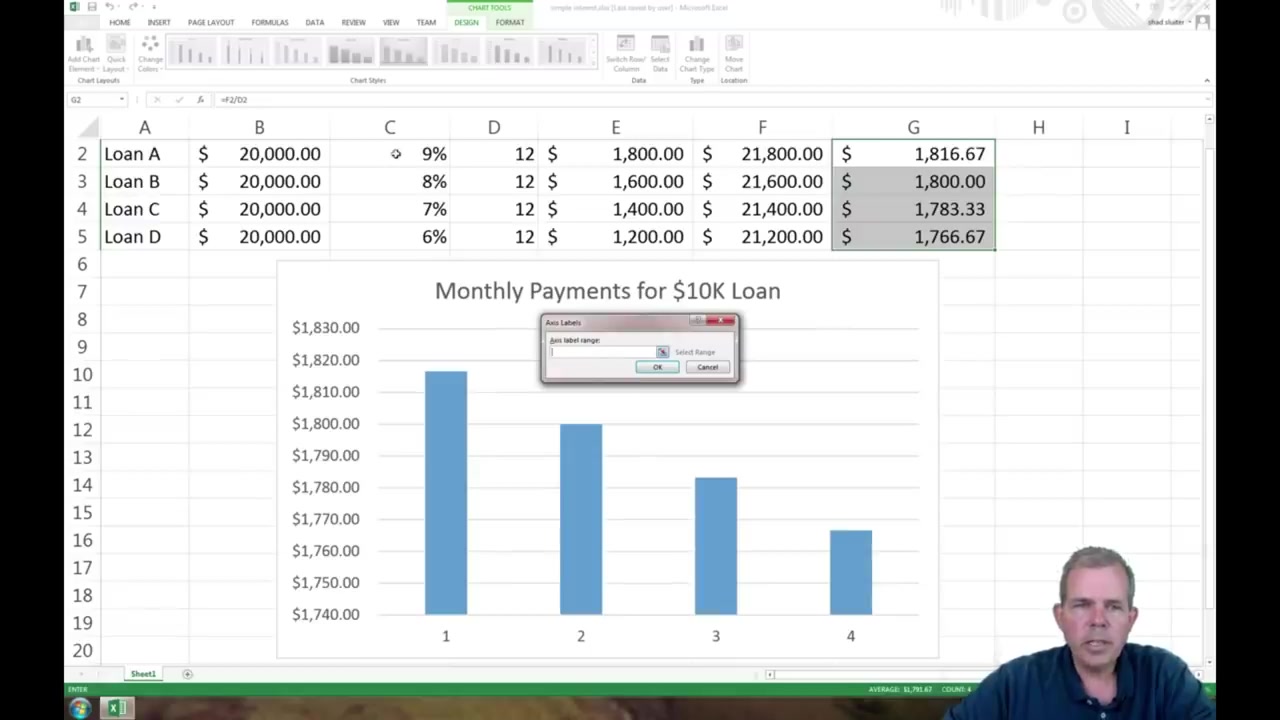 CHART TOOLS
simple interest.xlsx [Last saved by user] - Microsoft Excel
HOME INSERT PAGE LAYOUT FORMULAS DATA REVIEW VIEW TEAM DESIGN FORMAT
shad sluiter
Add Chart Element
Quick Layout
Change Colors
Switch Row/ Column
Select Data
Change Chart Type
Move Chart
Chart Layouts
Chart Styles
Data
Type
Location
G2
fx
=F2/D2
A B C D E F G H I
2 Loan A $ 20,000.00 9% 12 $ 1,800.00 $ 21,800.00 $ 1,816.67
3 Loan B $ 20,000.00 8% 12 $ 1,600.00 $ 21,600.00 $ 1,800.00
4 Loan C $ 20,000.00 7% 12 $ 1,400.00 $ 21,400.00 $ 1,783.33
5 Loan D $ 20,000.00 6% 12 $ 1,200.00 $ 21,200.00 $ 1,766.67
6
7
8
9
10
11
12
13
14
15
16
17
18
19
20
Monthly Payments for $10K Loan
$1,830.00
$1,820.00
$1,810.00
$1,800.00
$1,790.00
$1,780.00
$1,770.00
$1,760.00
$1,750.00
$1,740.00
1 2 3 4
Axis Labels
Axis label range:
Select Range
OK Cancel
Sheet1
ENTER
AVERAGE: $1,791.67 COUNT: 4